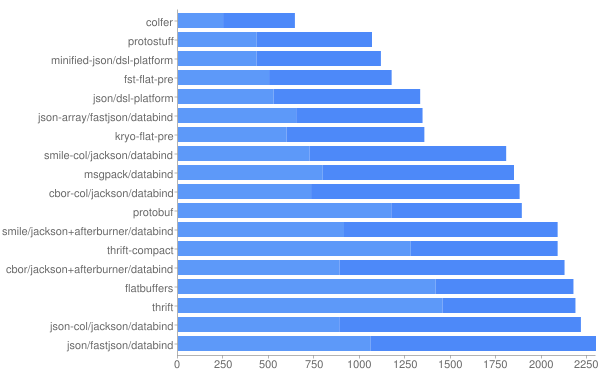 colfer
protostuff
minified-json/dsl-platform
fst-flat-pre
json/dsl-platform
json-array/fastjson/databind
kryo-flat-pre
smile-col/jackson/databind
msgpack/databind
cbor-col/jackson/databind
protobuf
smile/jackson+afterburner/databind
thrift-compact
cbor/jackson+afterburner/databind
flatbuffers
thrift
json-col/jackson/databind
json/fastjson/databind
0 250 500 750 1000 1250 1500 1750 2000 2250